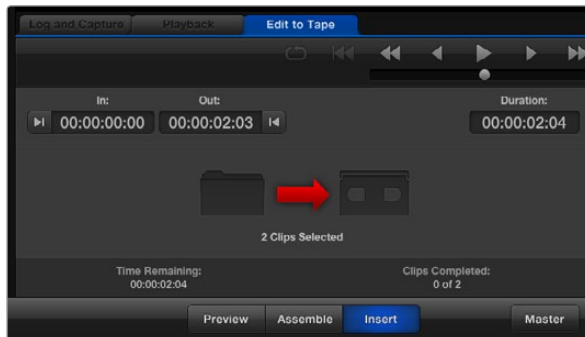 Log and Capture Playback Edit to Tape
In: Out: Duration:
00:00:00:00 00:00:02:03 00:00:02:04
2 Clips Selected
Time Remaining: Clips Completed:
00:00:02:04 0 of 2
Preview Assemble Insert Master